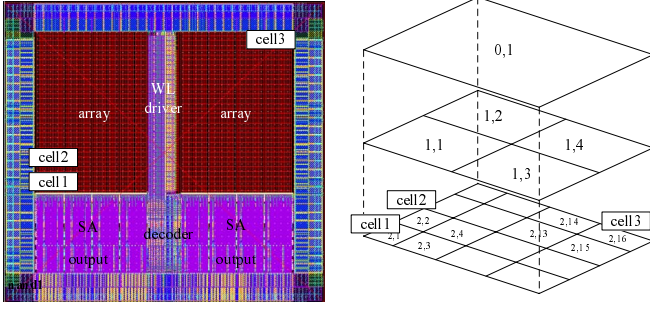 cell3
WL
driver
array
array
cell2
cell1
SA
SA
decoder
output
output
0,1
1,2
1,1
1,4
1,3
cell2
cell1
cell3
2,2
2,14
2,1
2,4
2,13
2,16
2,3
2,15